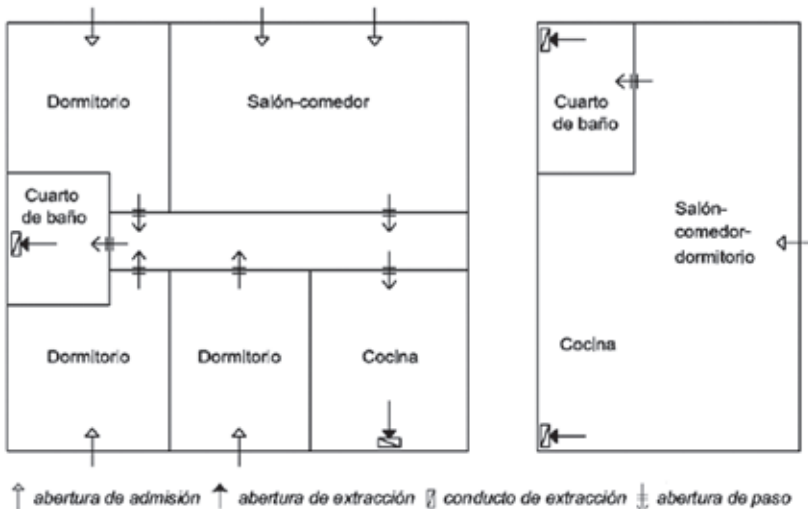 Dormitorio
Salón-comedor
Cuarto
de baño
Dormitorio
Dormitorio
Cocina
Cuarto
de baño
Salón-
comedor-
dormitorio
Cocina
abertura de admisión
abertura de extracción
conducto de extracción
abertura de paso